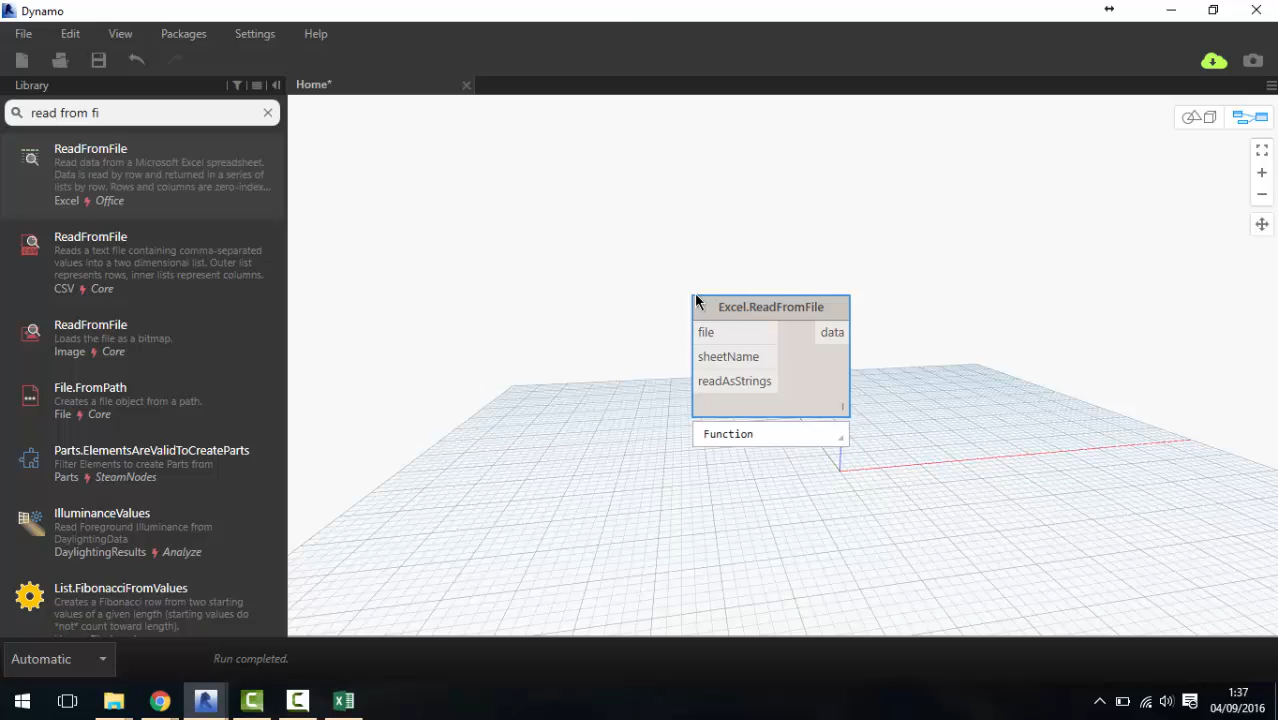 Dynamo
File Edit View Packages Settings Help
Library
Home*
read from fi
ReadFromFile
Read data from a Microsoft Excel spreadsheet.
Data is read by row and returned in a series of
lists by row. Rows and columns are zero-index...
Excel Office
ReadFromFile
Reads a text file containing comma-separated
values into a two dimensional list. Outer list
represents rows, inner lists represent columns.
CSV Core
ReadFromFile
Loads the file as a bitmap.
Image Core
File.FromPath
Creates a file object from a path.
File Core
Parts.ElementsAreValidToCreateParts
Filter Elements to create Parts from
Parts SteamNodes
IlluminanceValues
Read Foreground Illuminance from
DaylightingData
DaylightingResults Analyze
List.FibonacciFromValues
Creates a Fibonacci row from two starting
values of a given length (starting values do
*not* count toward length).
Excel.ReadFromFile
file data
sheetName
readAsStrings
Function
Automatic
Run completed.
1:37
04/09/2016